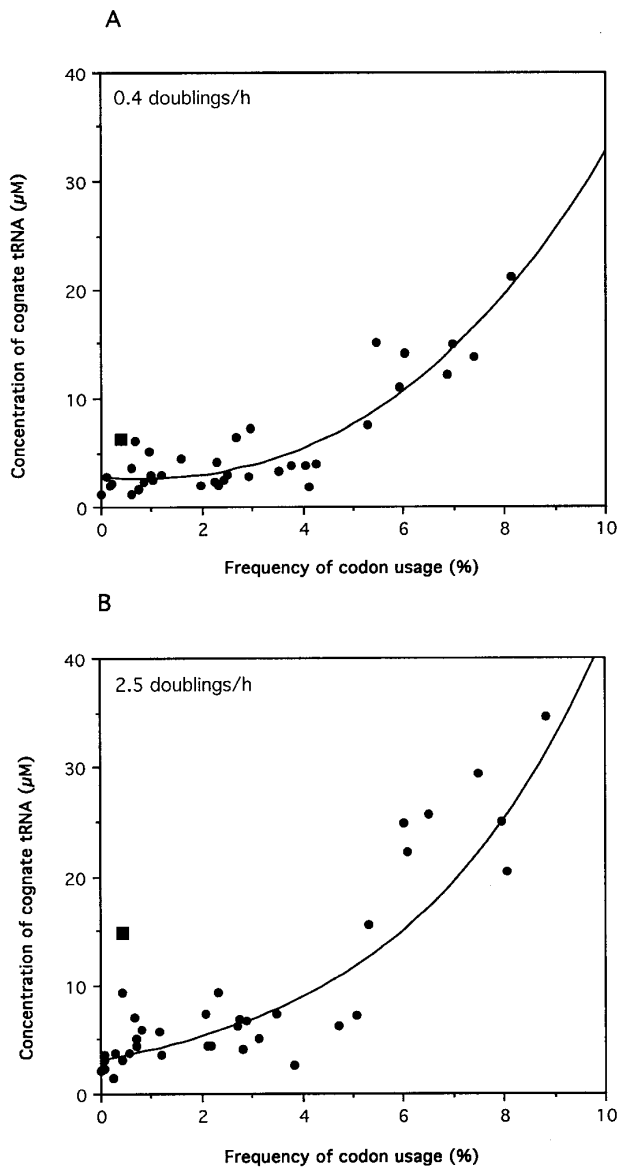 A
0.4 doublings/h
40
30
20
10
0
0 2 4 6 8 10
Concentration of cognate tRNA (µM)
Frequency of codon usage (%)
B
2.5 doublings/h
40
30
20
10
0
0 2 4 6 8 10
Concentration of cognate tRNA (µM)
Frequency of codon usage (%)